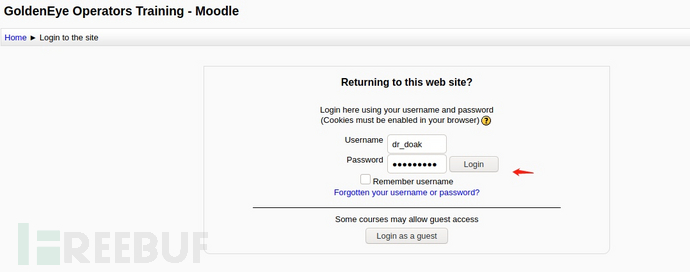 GoldenEye Operators Training - Moodle
Home ► Login to the site
Returning to this web site?
Login here using your username and password
(Cookies must be enabled in your browser) ?
Username dr_doak
Password ●●●●●●●●● Login
Remember username
Forgotten your username or password?
Some courses may allow guest access
Login as a guest
FREEBUF